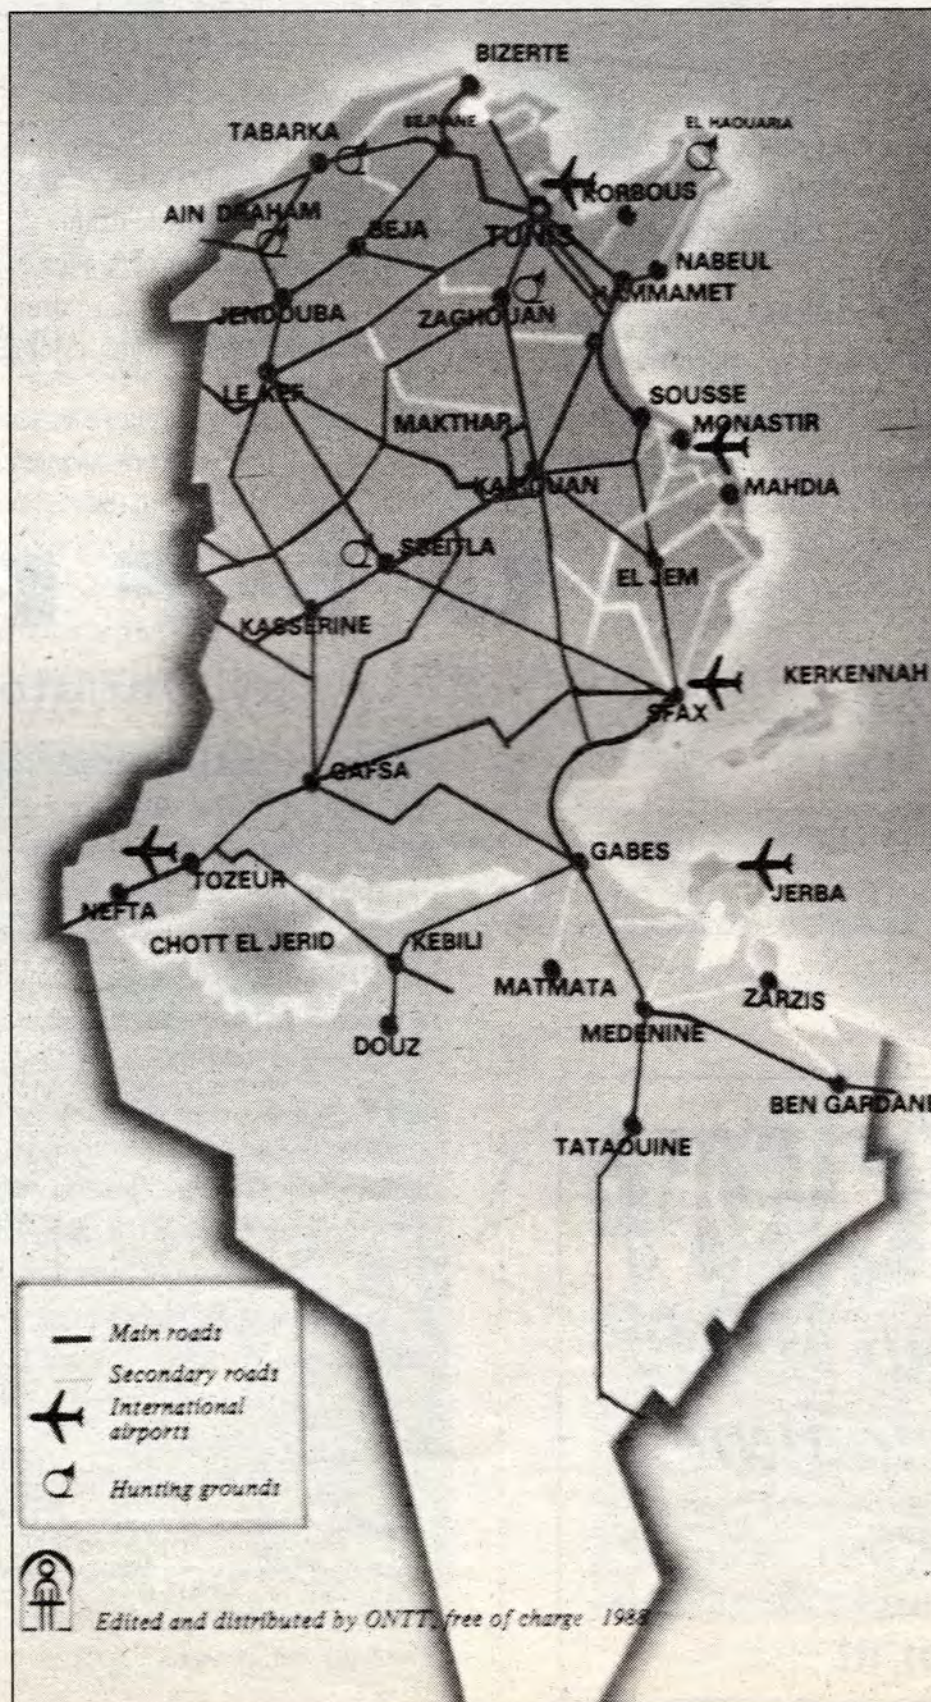 BIZERTE
SEJNANE
TABARKA
EL HAOUARIA
KORBOUS
AIN DRAHAM
BEJA
TUNIS
NABEUL
HAMMAMET
JENDOUBA
ZAGHOUAN
LE KEF
SOUSSE
MAKTHAR
MONASTIR
KAIROUAN
MAHDIA
SBEITLA
EL JEM
KASSERINE
KERKENNAH
SFAX
GAFSA
GABES
TOZEUR
JERBA
NEFTA
CHOTT EL JERID
KEBILI
MATMATA
ZARZIS
MEDENINE
DOUZ
BEN GARDANE
TATAOUINE
Main roads
Secondary roads
International
airports
Hunting grounds
Edited and distributed by ONTT, free of charge 1988